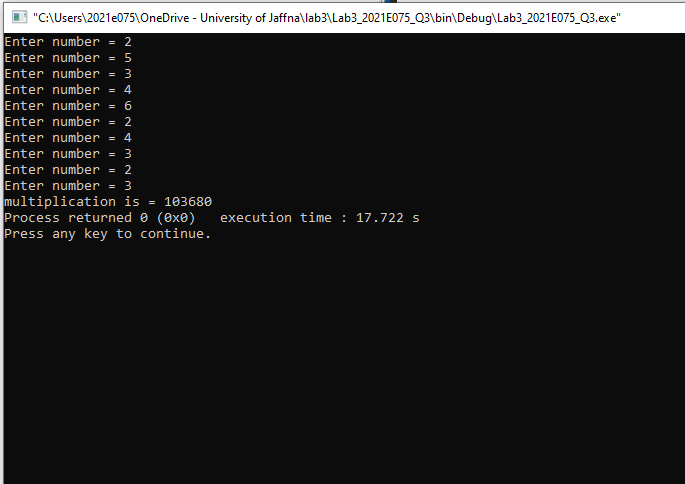 "C:\Users\2021e075\OneDrive - University of Jaffna\lab3\Lab3_2021E075_Q3\bin\Debug\Lab3_2021E075_Q3.exe"
Enter number = 2
Enter number = 5
Enter number = 3
Enter number = 4
Enter number = 6
Enter number = 2
Enter number = 4
Enter number = 3
Enter number = 2
Enter number = 3
multiplication is = 103680
Process returned 0 (0x0)   execution time : 17.722 s
Press any key to continue.